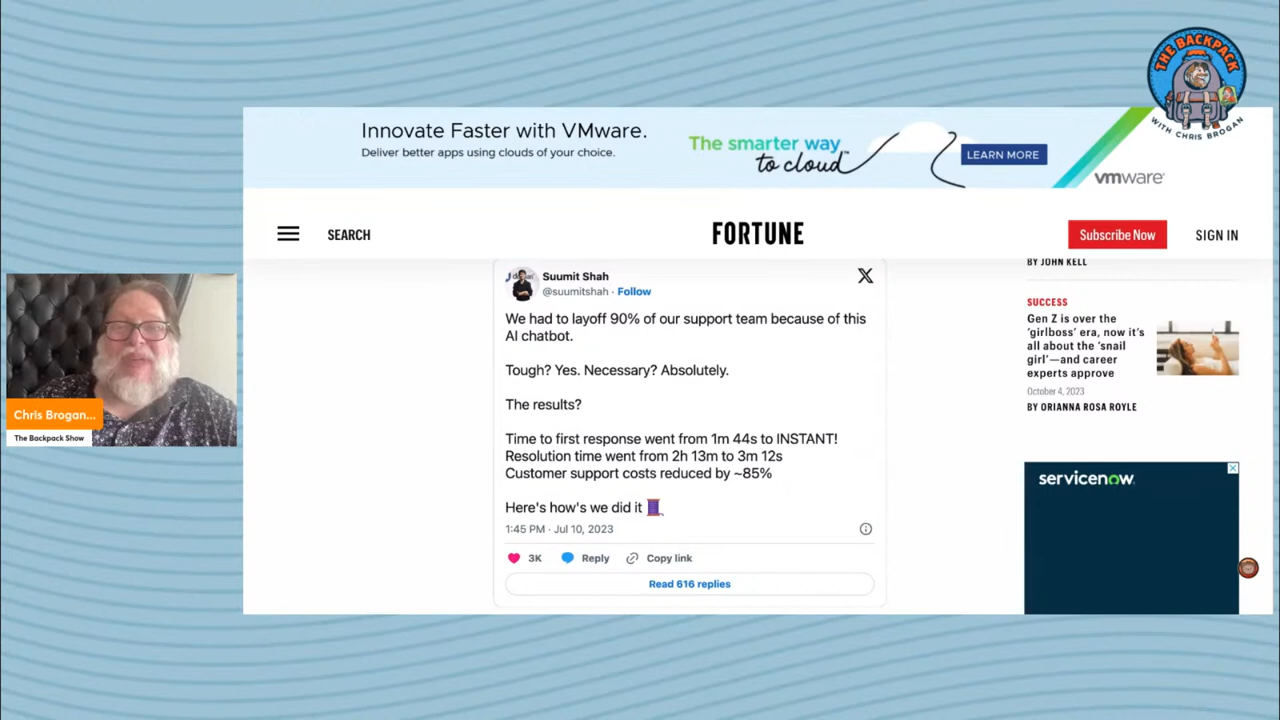 THE BACKPACK
WITH CHRIS BROGAN
Innovate Faster with VMware.
Deliver better apps using clouds of your choice.
The smarter way
to cloud™
LEARN MORE
vmware®
SEARCH
FORTUNE
Subscribe Now
SIGN IN
Suumit Shah
@suumitshah · Follow
X
We had to layoff 90% of our support team because of this
AI chatbot.
Tough? Yes. Necessary? Absolutely.
The results?
Time to first response went from 1m 44s to INSTANT!
Resolution time went from 2h 13m to 3m 12s
Customer support costs reduced by ~85%
Here's how's we did it
1:45 PM · Jul 10, 2023
3K
Reply
Copy link
Read 616 replies
BY JOHN KELL
SUCCESS
Gen Z is over the
‘girlboss’ era, now it’s
all about the ‘snail
girl’—and career
experts approve
October 4, 2023
BY ORIANNA ROSA ROYLE
servicenow
Chris Brogan...
The Backpack Show